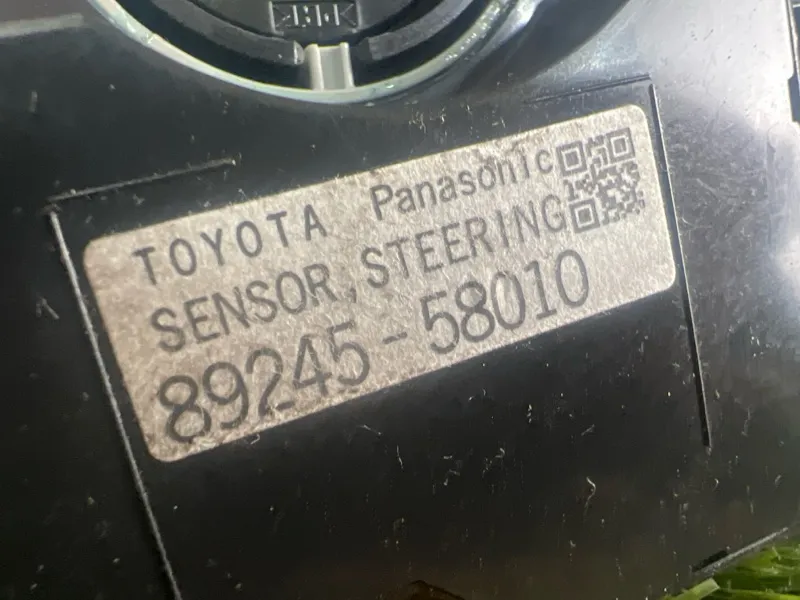 TOYOTA Panasonic
SENSOR, STEERING
89245-58010